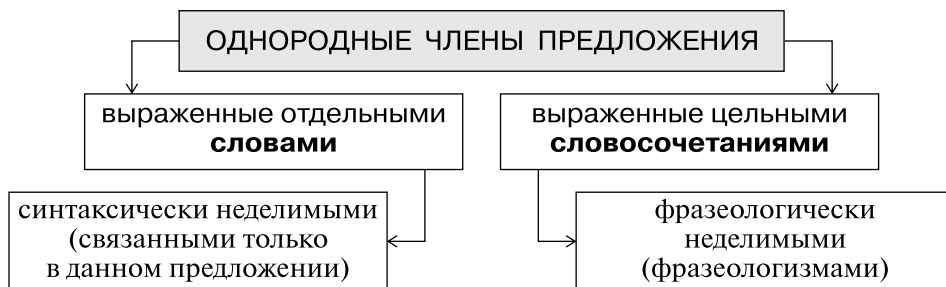 ОДНОРОДНЫЕ ЧЛЕНЫ ПРЕДЛОЖЕНИЯ
выраженные отдельными
словами
выраженные цельными
словосочетаниями
синтаксически неделимыми
(связанными только
в данном предложении)
фразеологически
неделимыми
(фразеологизмами)